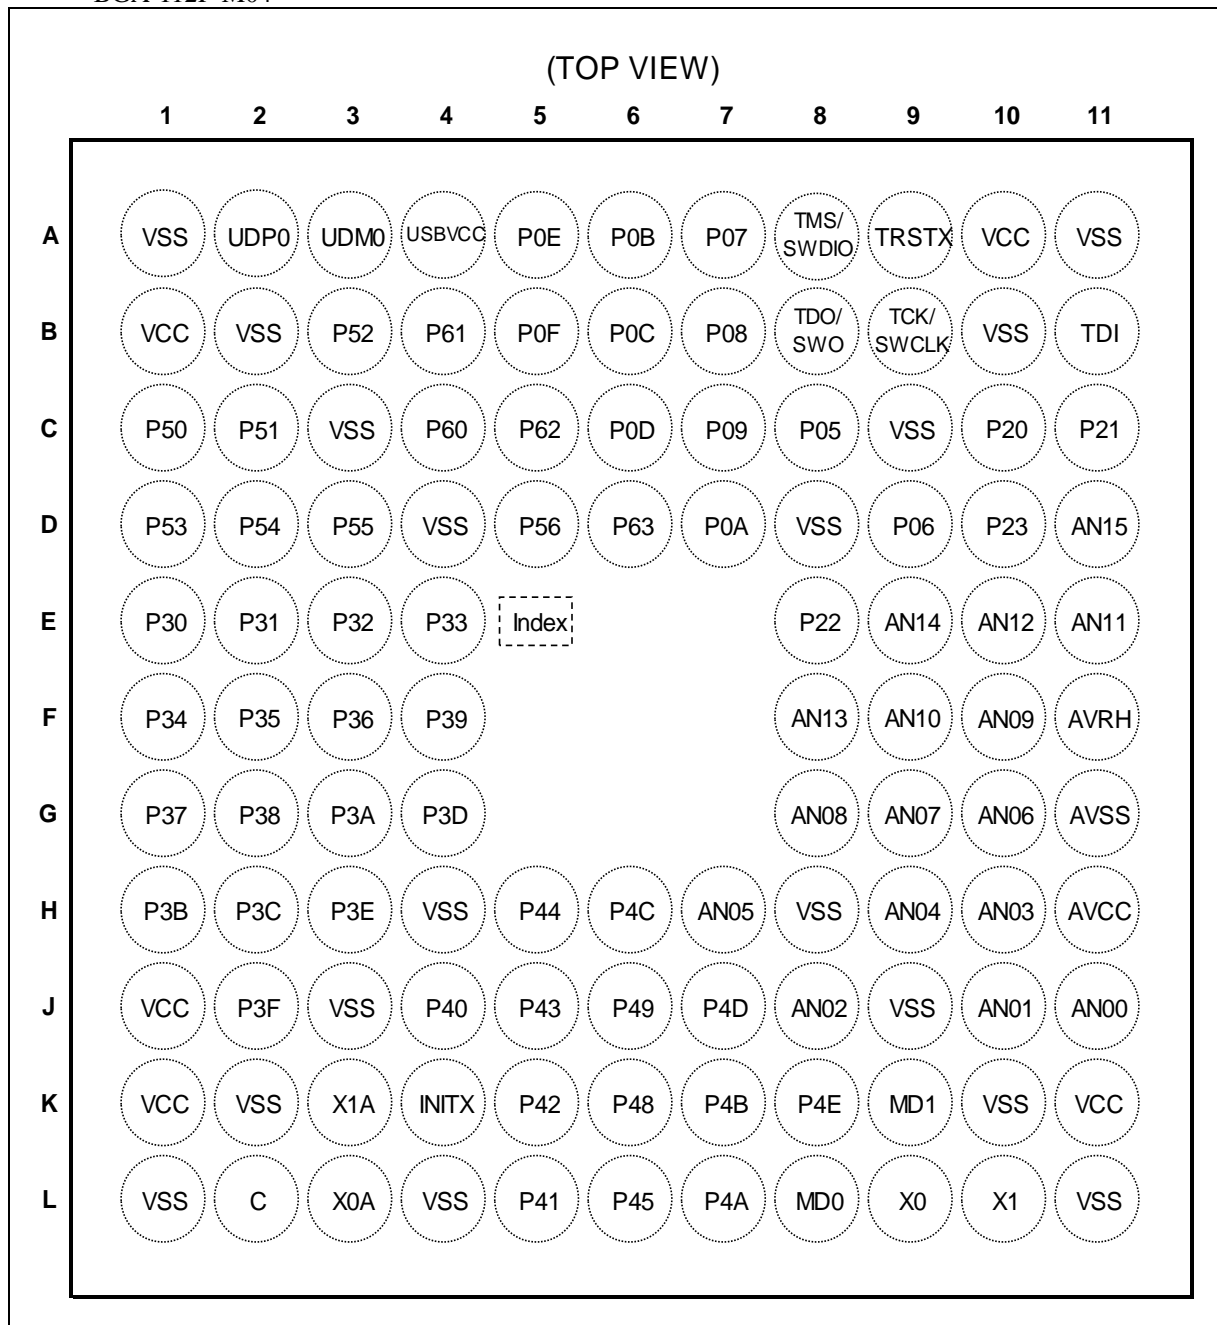 BGA-112P-M04
(TOP VIEW)
1 2 3 4 5 6 7 8 9 10 11
A VSS UDP0 UDM0 USBVCC P0E P0B P07 TMS/SWDIO TRSTX VCC VSS
B VCC VSS P52 P61 P0F P0C P08 TDO/SWO TCK/SWCLK VSS TDI
C P50 P51 VSS P60 P62 P0D P09 P05 VSS P20 P21
D P53 P54 P55 VSS P56 P63 P0A VSS P06 P23 AN15
E P30 P31 P32 P33 Index P22 AN14 AN12 AN11
F P34 P35 P36 P39 AN13 AN10 AN09 AVRH
G P37 P38 P3A P3D AN08 AN07 AN06 AVSS
H P3B P3C P3E VSS P44 P4C AN05 VSS AN04 AN03 AVCC
J VCC P3F VSS P40 P43 P49 P4D AN02 VSS AN01 AN00
K VCC VSS X1A INITX P42 P48 P4B P4E MD1 VSS VCC
L VSS C X0A VSS P41 P45 P4A MD0 X0 X1 VSS